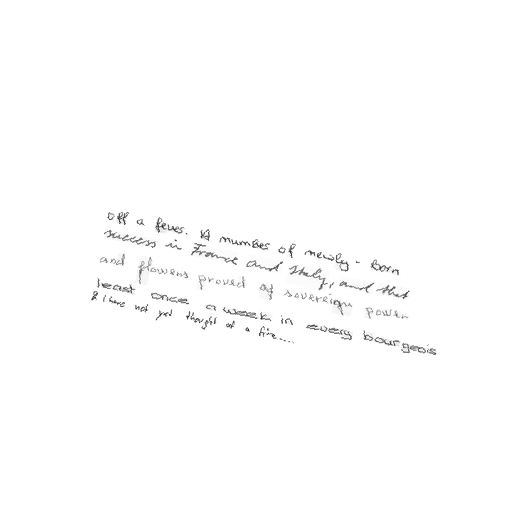 off a fever. A number of newly - born
success in France and Italy, and that
and flowers proved of sovereign power
least once a week in every bourgeois
& I have not yet thought of a fire....